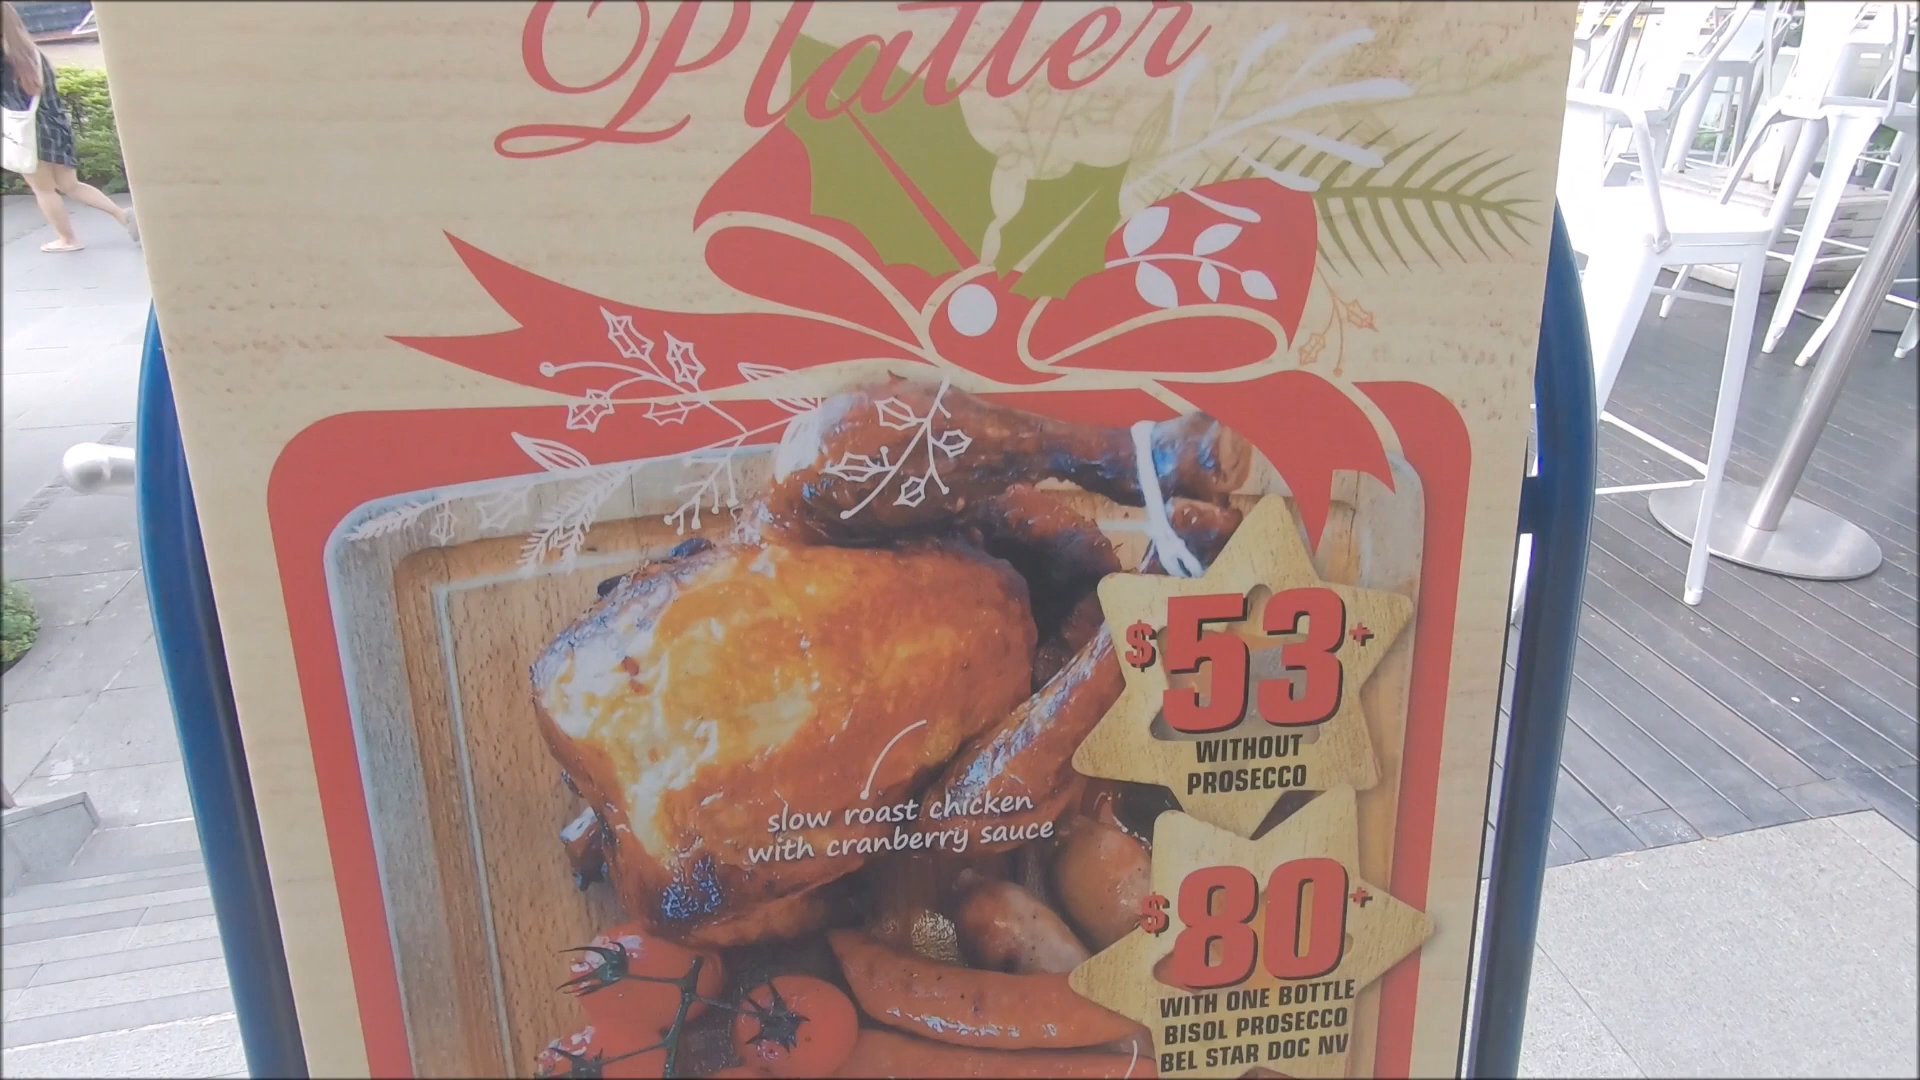 Platter
$53+
WITHOUT
PROSECCO
slow roast chicken
with cranberry sauce
$80+
WITH ONE BOTTLE
BISOL PROSECCO
BEL STAR DOC NV